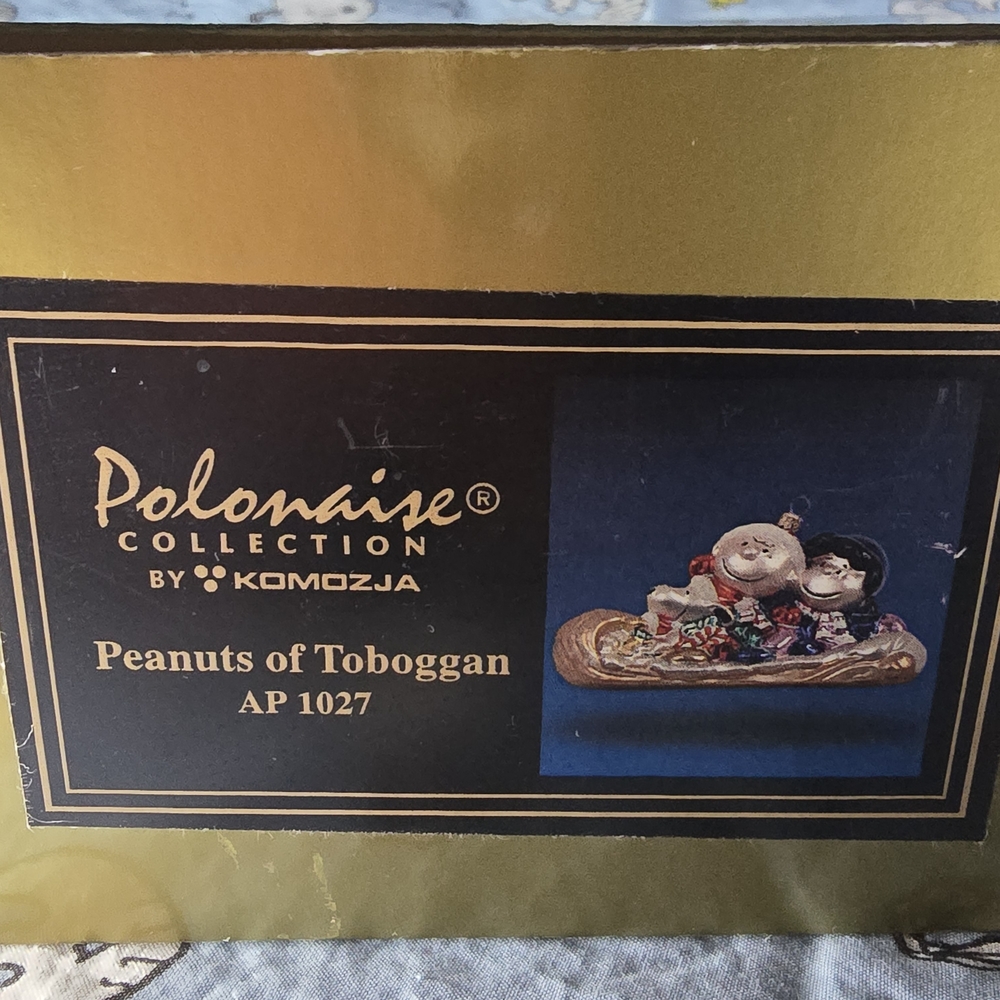 Polonaise®
COLLECTION
BY KOMOZJA
Peanuts of Toboggan
AP 1027